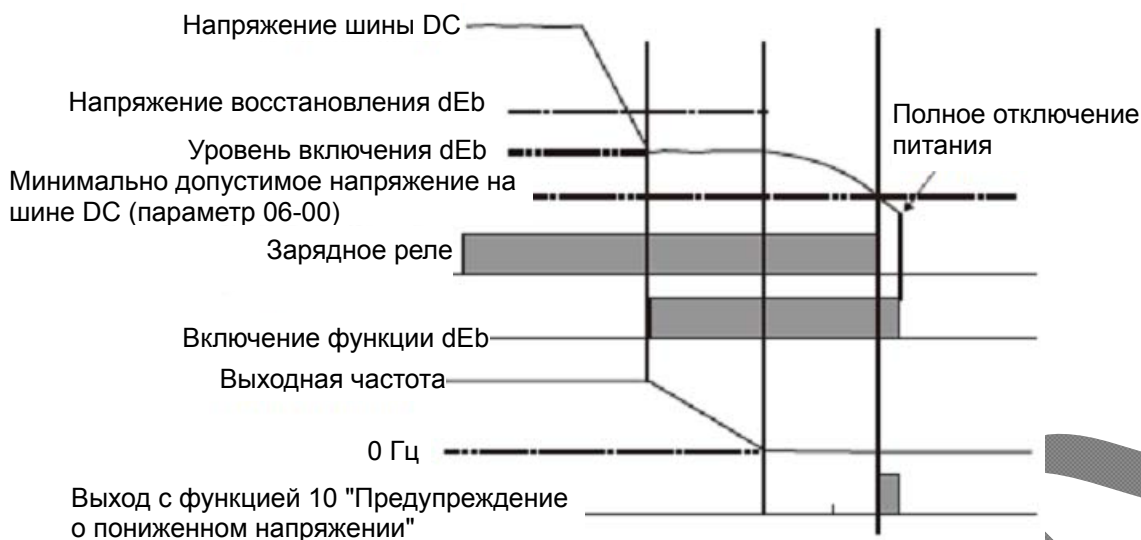 Напряжение шины DC
Напряжение восстановления dEb
Полное отключение
питания
Уровень включения dEb
Минимально допустимое напряжение на
шине DC (параметр 06-00)
Зарядное реле
Включение функции dEb
Выходная частота
0 Гц
Выход с функцией 10 "Предупреждение
о пониженном напряжении"